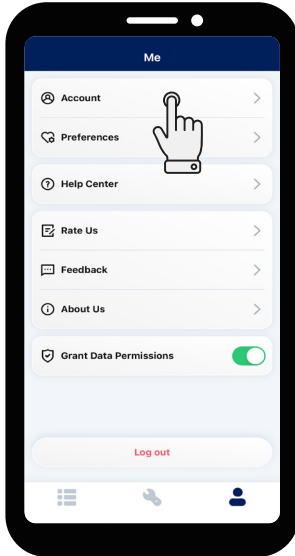 Me
Account
Preferences
Help Center
Rate Us
Feedback
About Us
Grant Data Permissions
Log out